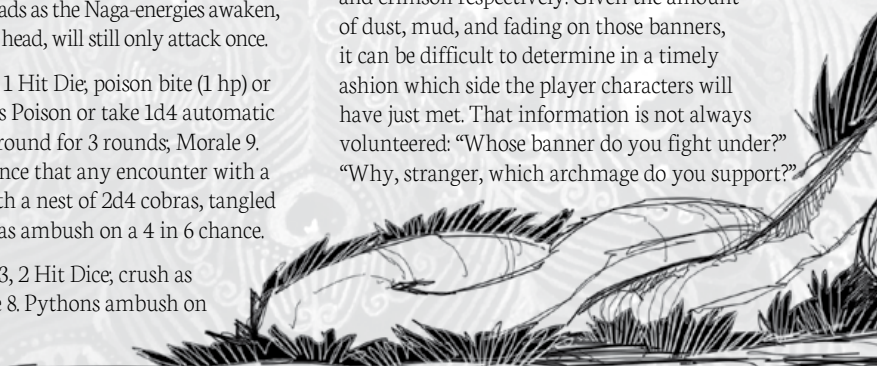 ads as the Naga-energies awaken,
head, will still only attack once.
1 Hit Die; poison bite (1 hp) or
s Poison or take 1d4 automatic
round for 3 rounds; Morale 9.
nce that any encounter with a
th a nest of 2d4 cobras, tangled
as ambush on a 4 in 6 chance.
3, 2 Hit Dice; crush as
e 8. Pythons ambush on
and crimson respectively. Given the amount
of dust, mud, and fading on those banners,
it can be difficult to determine in a timely
ashion which side the player characters will
have just met. That information is not always
volunteered: “Whose banner do you fight under?”
“Why, stranger, which archmage do you support?”